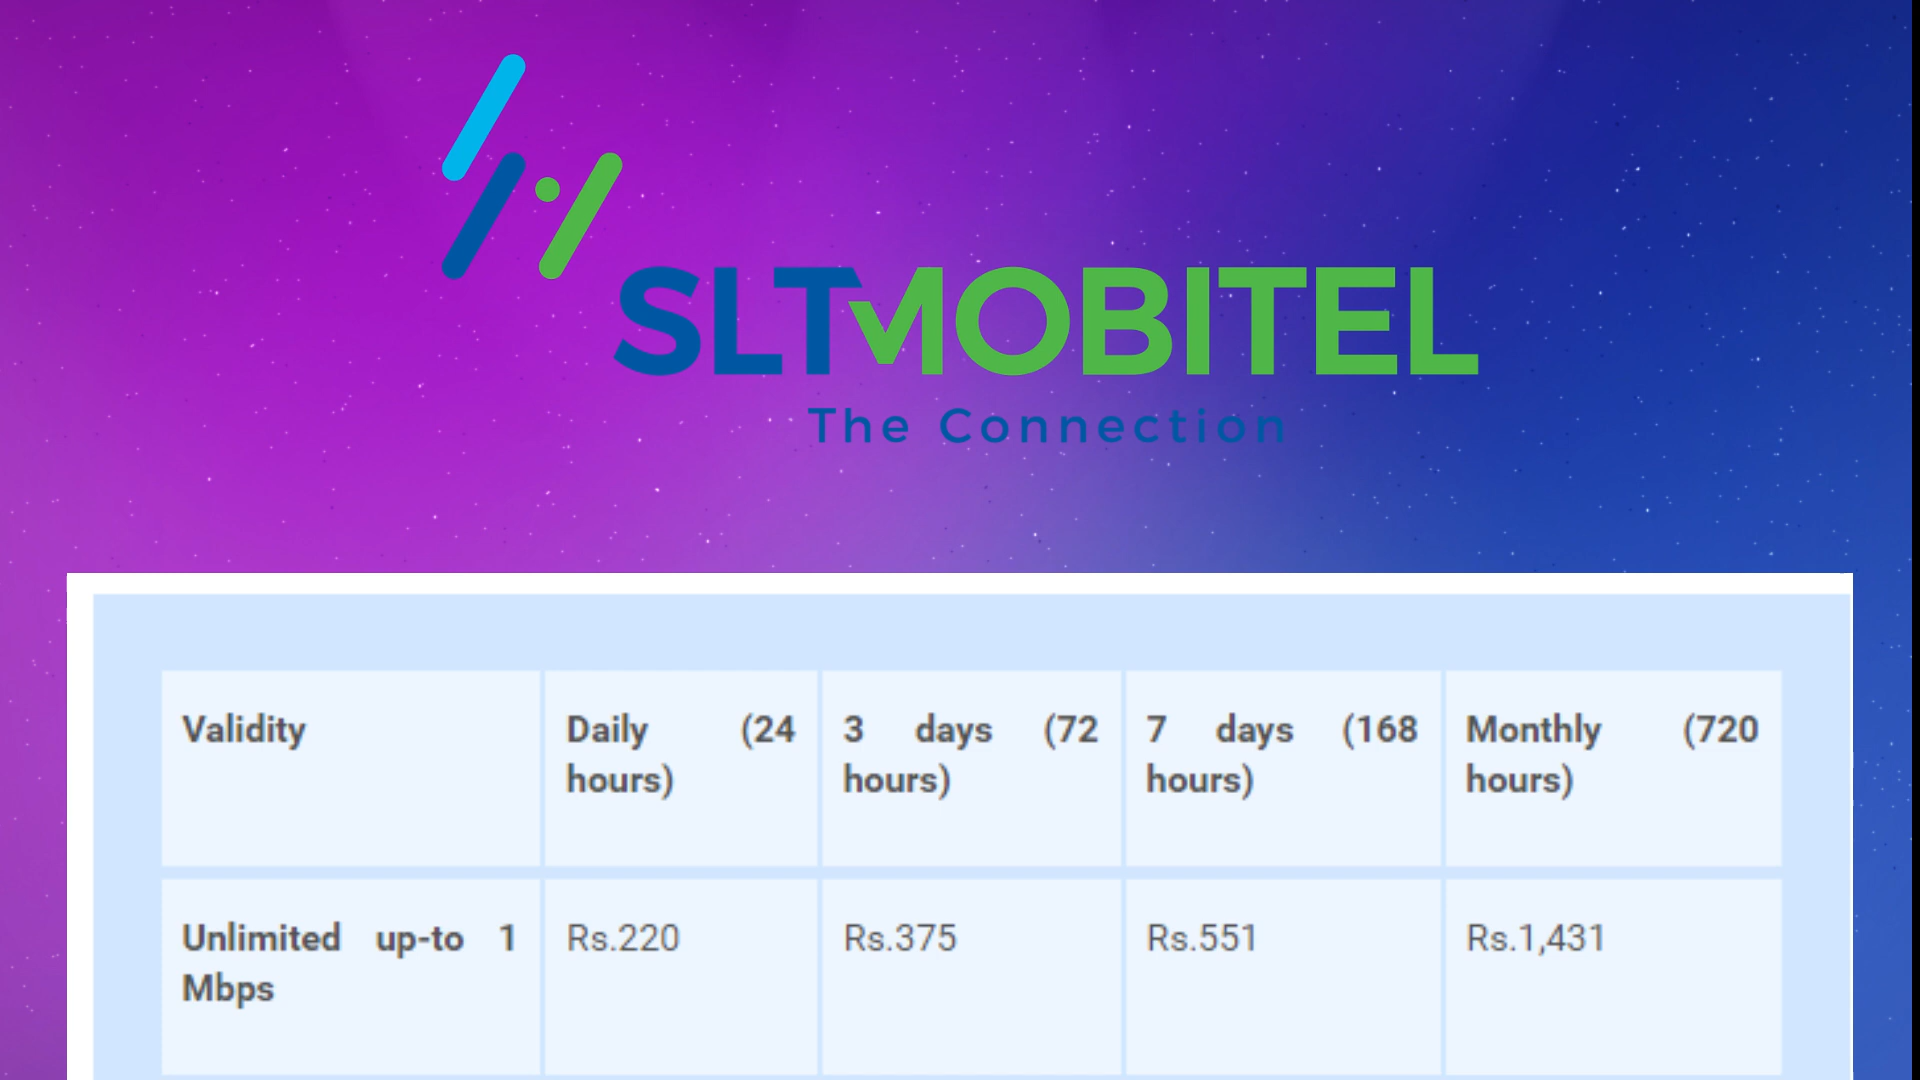 SLTMOBITEL
The Connection
Validity
Daily (24
hours)
3 days (72
hours)
7 days (168
hours)
Monthly (720
hours)
Unlimited up-to 1
Mbps
Rs.220
Rs.375
Rs.551
Rs.1,431